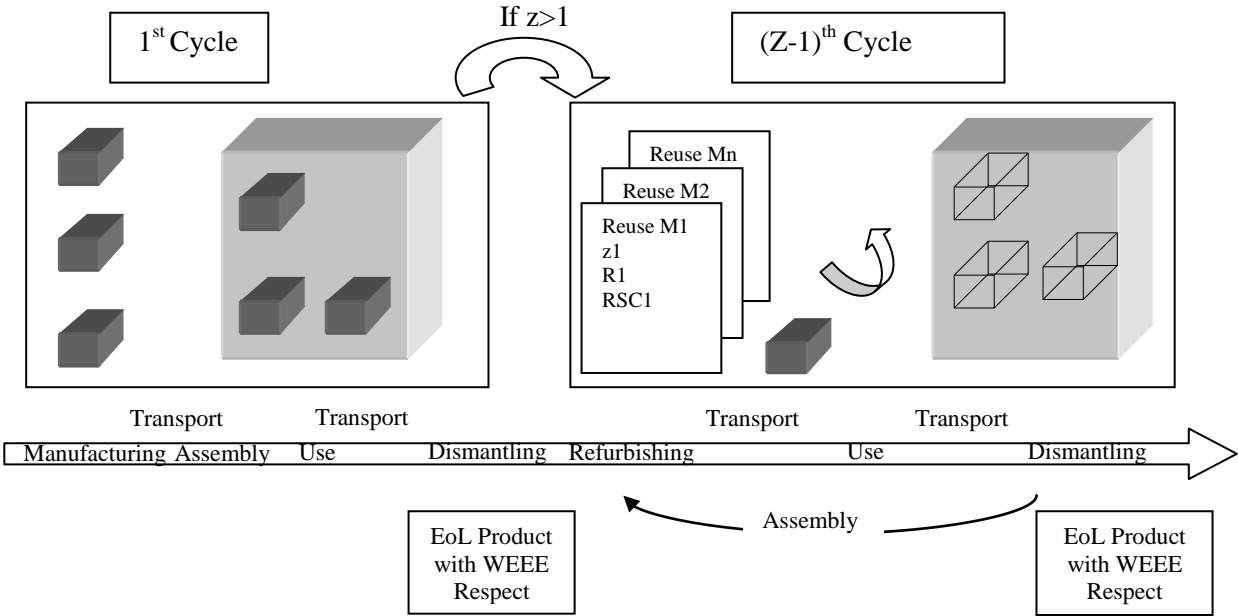 If z>1
1st Cycle
(Z-1)th Cycle
Reuse Mn
Reuse M2
Reuse M1
z1
R1
RSC1
Transport Transport Transport Transport
Manufacturing Assembly Use Dismantling Refurbishing Use Dismantling
Assembly
EoL Product
with WEEE
Respect
EoL Product
with WEEE
Respect